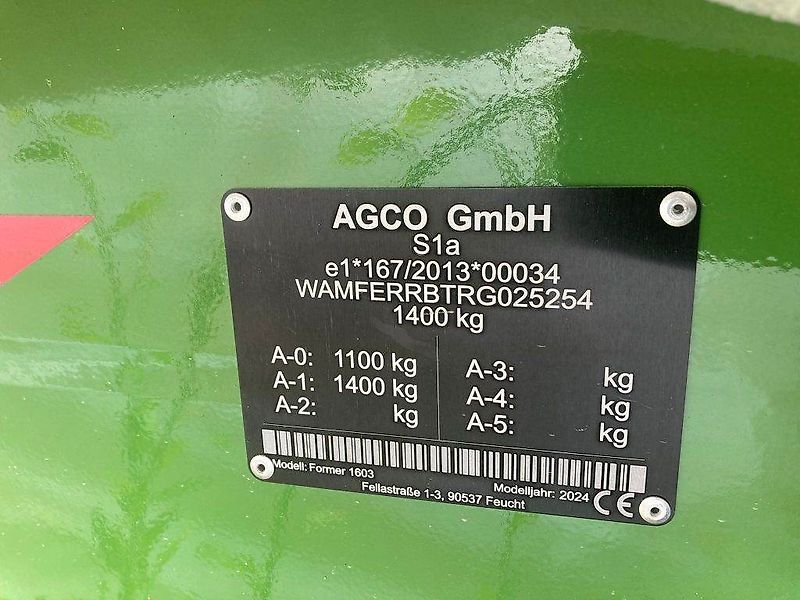 AGCO GmbH
S1a
e1*167/2013*00034
WAMFERRBTRG025254
1400 kg
A-0: 1100 kg
A-1: 1400 kg
A-2: kg
A-3: kg
A-4: kg
A-5: kg
Modell: Former 1603
Modelljahr: 2024
Fellastraße 1-3, 90537 Feucht
CE